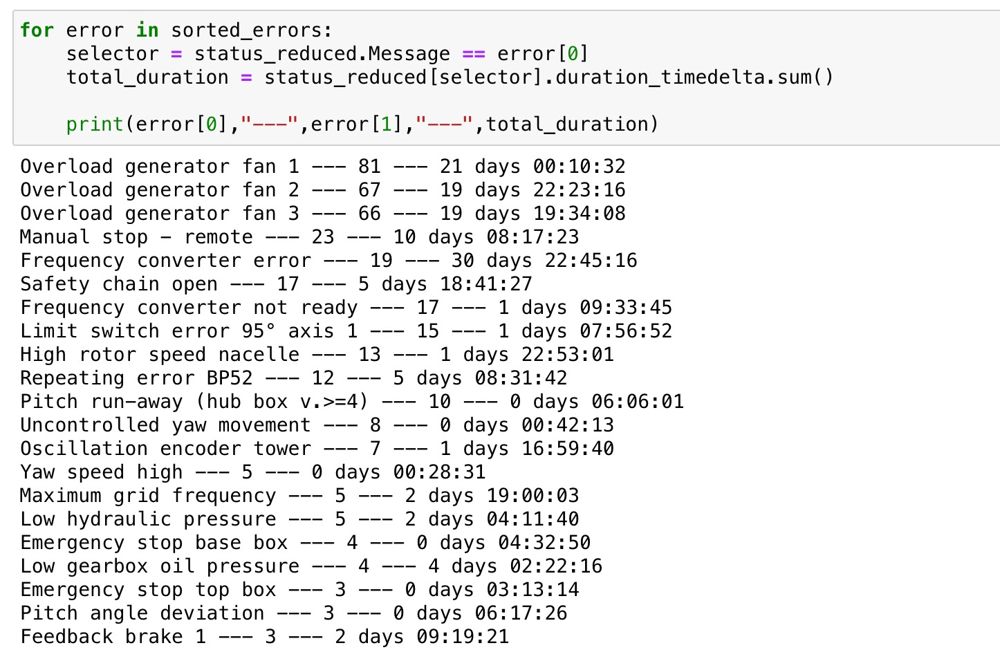 for error in sorted_errors:
    selector = status_reduced.Message == error[0]
    total_duration = status_reduced[selector].duration_timedelta.sum()

    print(error[0],"---",error[1],"---",total_duration)
Overload generator fan 1 --- 81 --- 21 days 00:10:32
Overload generator fan 2 --- 67 --- 19 days 22:23:16
Overload generator fan 3 --- 66 --- 19 days 19:34:08
Manual stop - remote --- 23 --- 10 days 08:17:23
Frequency converter error --- 19 --- 30 days 22:45:16
Safety chain open --- 17 --- 5 days 18:41:27
Frequency converter not ready --- 17 --- 1 days 09:33:45
Limit switch error 95° axis 1 --- 15 --- 1 days 07:56:52
High rotor speed nacelle --- 13 --- 1 days 22:53:01
Repeating error BP52 --- 12 --- 5 days 08:31:42
Pitch run-away (hub box v.>=4) --- 10 --- 0 days 06:06:01
Uncontrolled yaw movement --- 8 --- 0 days 00:42:13
Oscillation encoder tower --- 7 --- 1 days 16:59:40
Yaw speed high --- 5 --- 0 days 00:28:31
Maximum grid frequency --- 5 --- 2 days 19:00:03
Low hydraulic pressure --- 5 --- 2 days 04:11:40
Emergency stop base box --- 4 --- 0 days 04:32:50
Low gearbox oil pressure --- 4 --- 4 days 02:22:16
Emergency stop top box --- 3 --- 0 days 03:13:14
Pitch angle deviation --- 3 --- 0 days 06:17:26
Feedback brake 1 --- 3 --- 2 days 09:19:21